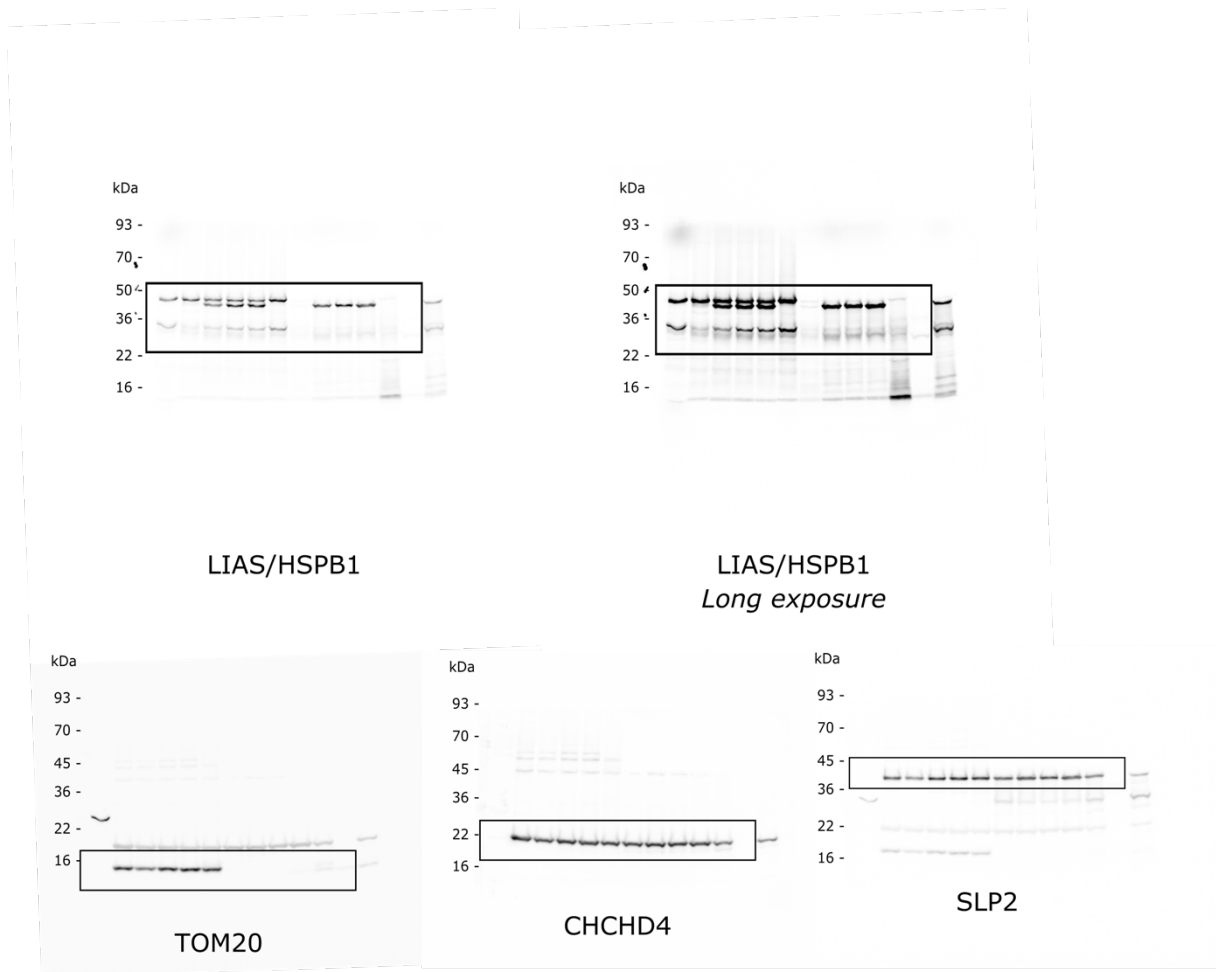 kDa
93 -
70 -
50 -
36 -
22 -
16 -
LIAS/HSPB1
kDa
93 -
70 -
50 -
36 -
22 -
16 -
LIAS/HSPB1
Long exposure
kDa
93 -
70 -
45 -
36 -
22 -
16 -
TOM20
kDa
93 -
70 -
45 -
36 -
22 -
16 -
CHCHD4
kDa
93 -
70 -
45 -
36 -
22 -
16 -
SLP2